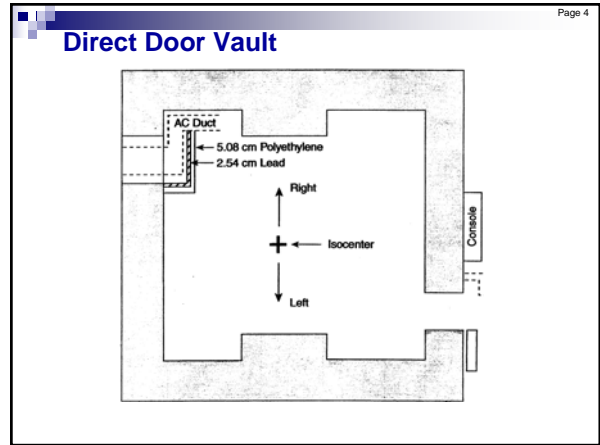 Page 4
Direct Door Vault
AC Duct
5.08 cm Polyethylene
2.54 cm Lead
Right
Isocenter
Console
Left